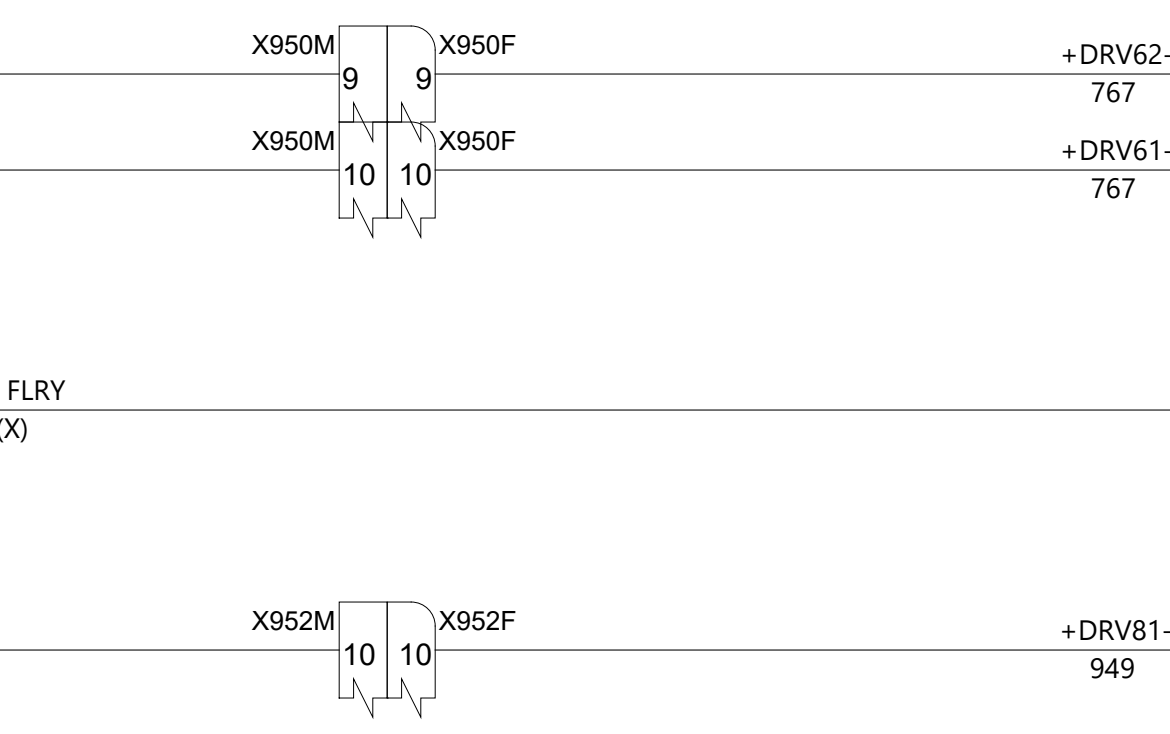 X950M X950F
+DRV62-
9 9
767
X950M X950F
+DRV61-
10 10
767
FLRY
(X)
X952M X952F
+DRV81-
10 10
949